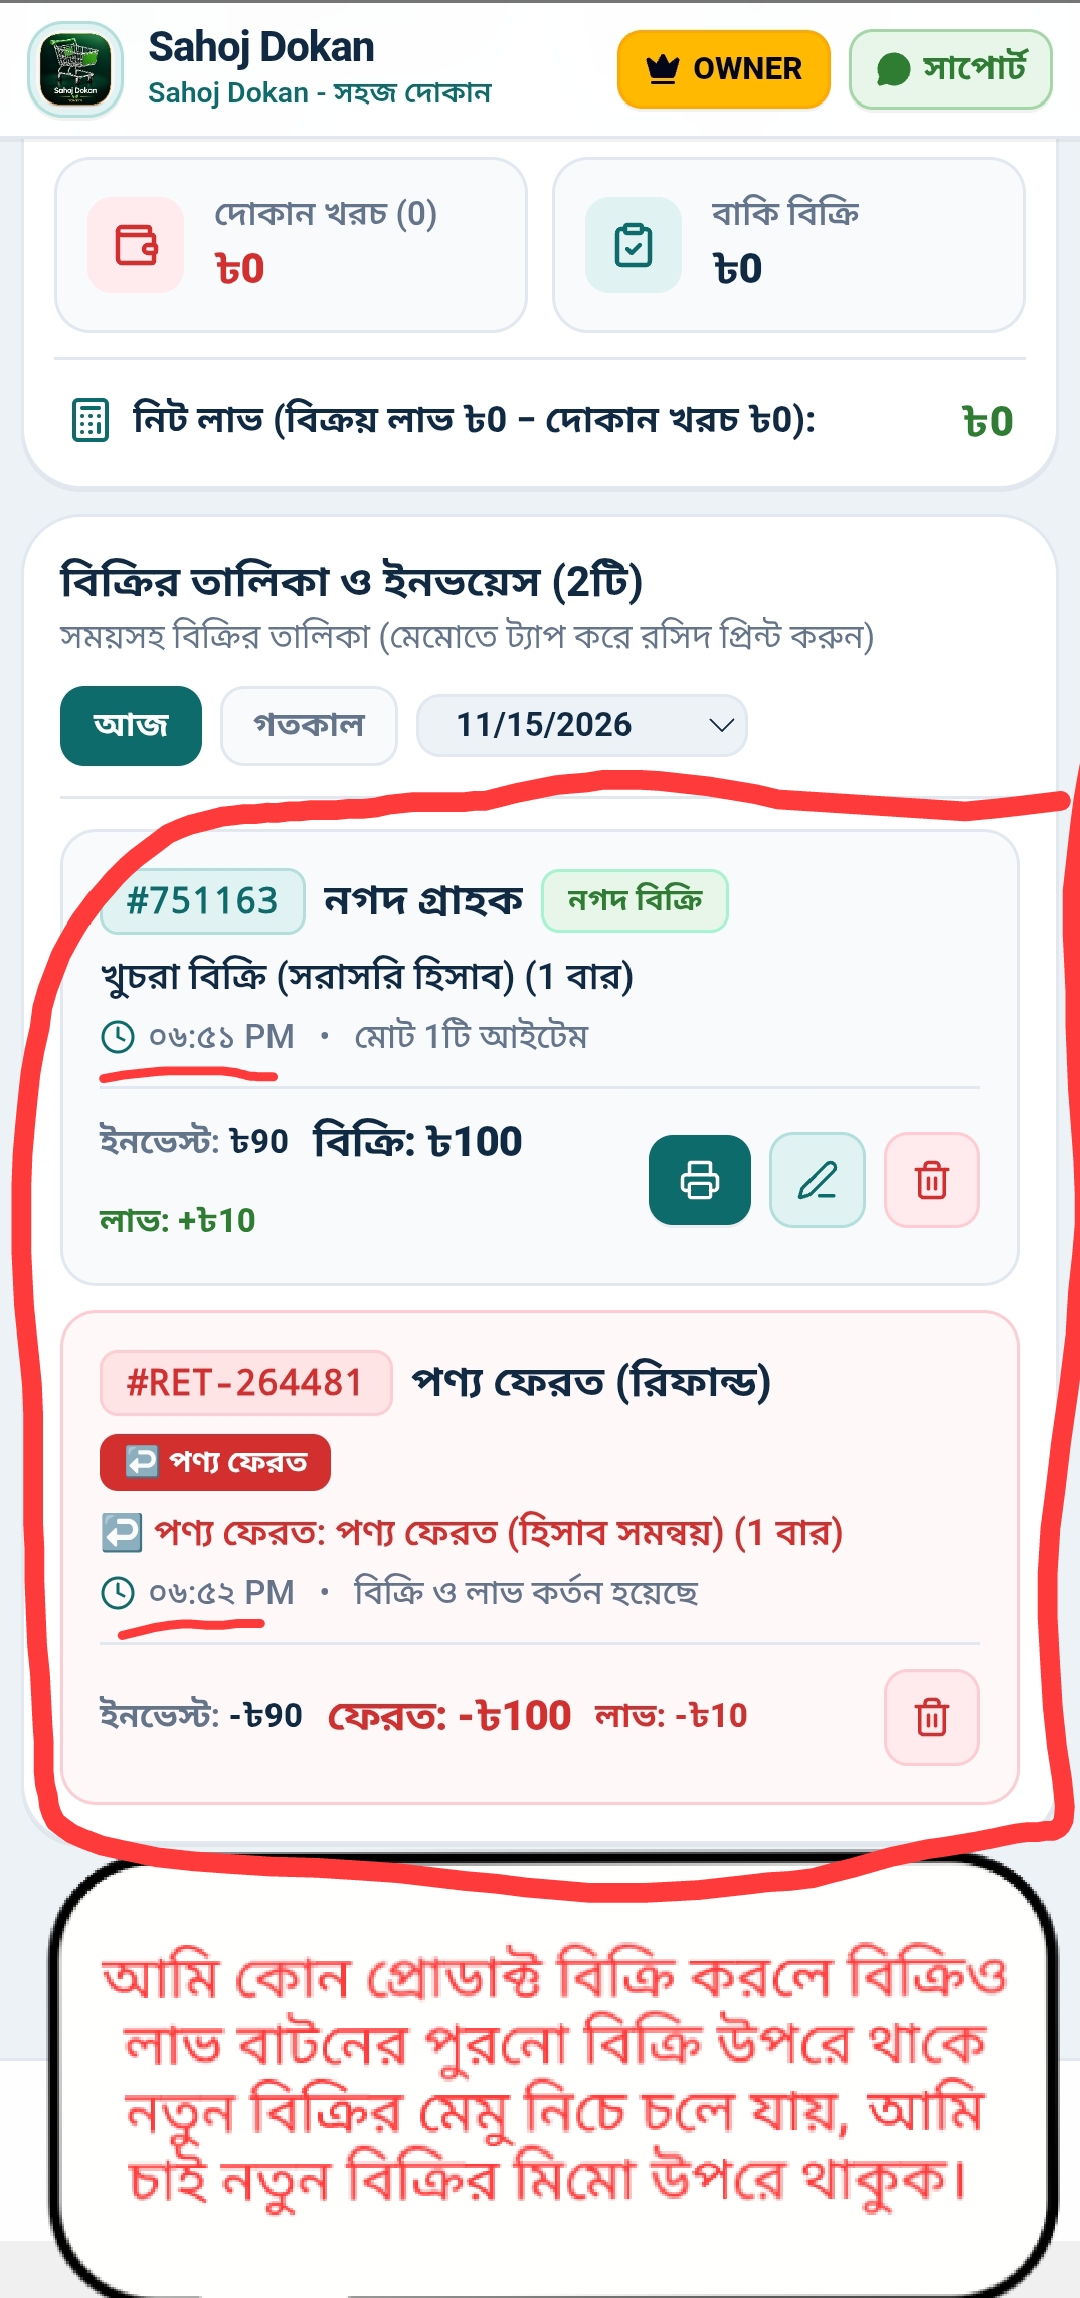 Sahoj Dokan
Sahoj Dokan - সহজ দোকান
OWNER
সাপোর্ট
Sahoj Dokan
দোকান খরচ (0)
৳0
বাকি বিক্রি
৳0
নিট লাভ (বিক্রয় লাভ ৳0 − দোকান খরচ ৳0):
৳0
বিক্রির তালিকা ও ইনভয়েস (2টি)
সময়সহ বিক্রির তালিকা (মেমোতে ট্যাপ করে রসিদ প্রিন্ট করুন)
আজ
গতকাল
11/15/2026
#751163 নগদ গ্রাহক নগদ বিক্রি
খুচরা বিক্রি (সরাসরি হিসাব) (1 বার)
০৬:৫১ PM • মোট 1টি আইটেম
ইনভেস্ট: ৳90 বিক্রি: ৳100
লাভ: +৳10
#RET-264481 পণ্য ফেরত (রিফান্ড)
↩ পণ্য ফেরত
↩ পণ্য ফেরত: পণ্য ফেরত (হিসাব সমন্বয়) (1 বার)
০৬:৫২ PM • বিক্রি ও লাভ কর্তন হয়েছে
ইনভেস্ট: -৳90 ফেরত: -৳100 লাভ: -৳10
আমি কোন প্রোডাক্ট বিক্রি করলে বিক্রিও
লাভ বাটনের পুরনো বিক্রি উপরে থাকে
নতুন বিক্রির মেমু নিচে চলে যায়, আমি
চাই নতুন বিক্রির মিমো উপরে থাকুক।